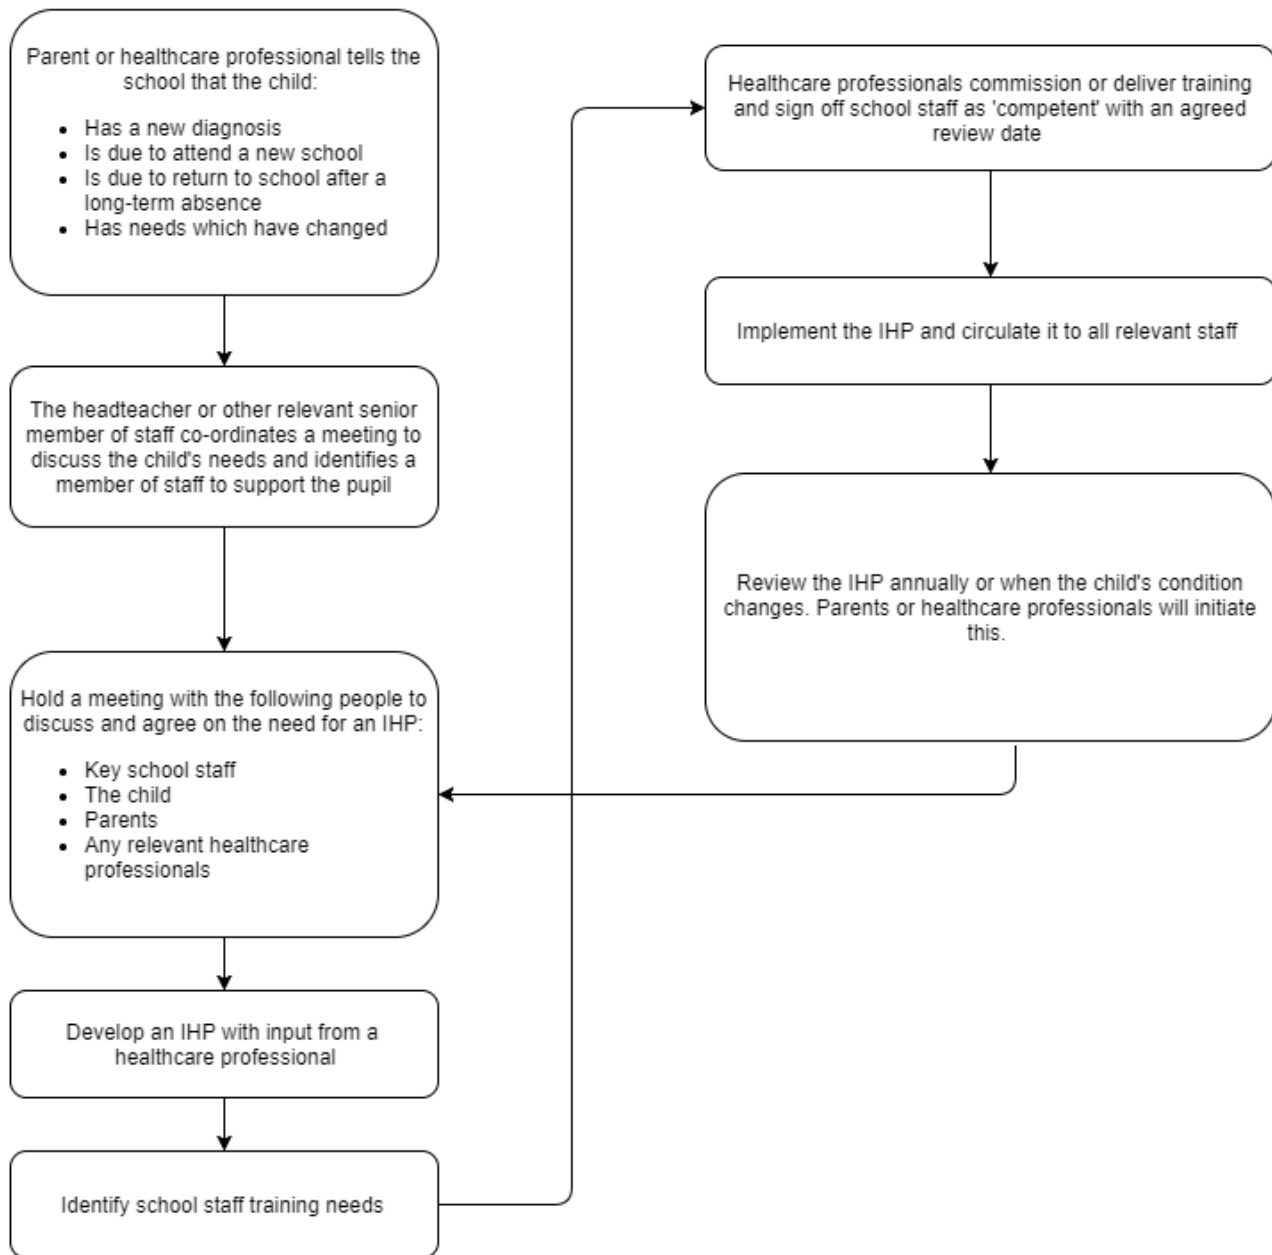 Parent or healthcare professional tells the
school that the child:
• Has a new diagnosis
• Is due to attend a new school
• Is due to return to school after a
long-term absence
• Has needs which have changed
The headteacher or other relevant senior
member of staff co-ordinates a meeting to
discuss the child's needs and identifies a
member of staff to support the pupil
Hold a meeting with the following people to
discuss and agree on the need for an IHP:
• Key school staff
• The child
• Parents
• Any relevant healthcare
professionals
Develop an IHP with input from a
healthcare professional
Identify school staff training needs
Healthcare professionals commission or deliver training
and sign off school staff as 'competent' with an agreed
review date
Implement the IHP and circulate it to all relevant staff
Review the IHP annually or when the child's condition
changes. Parents or healthcare professionals will initiate
this.